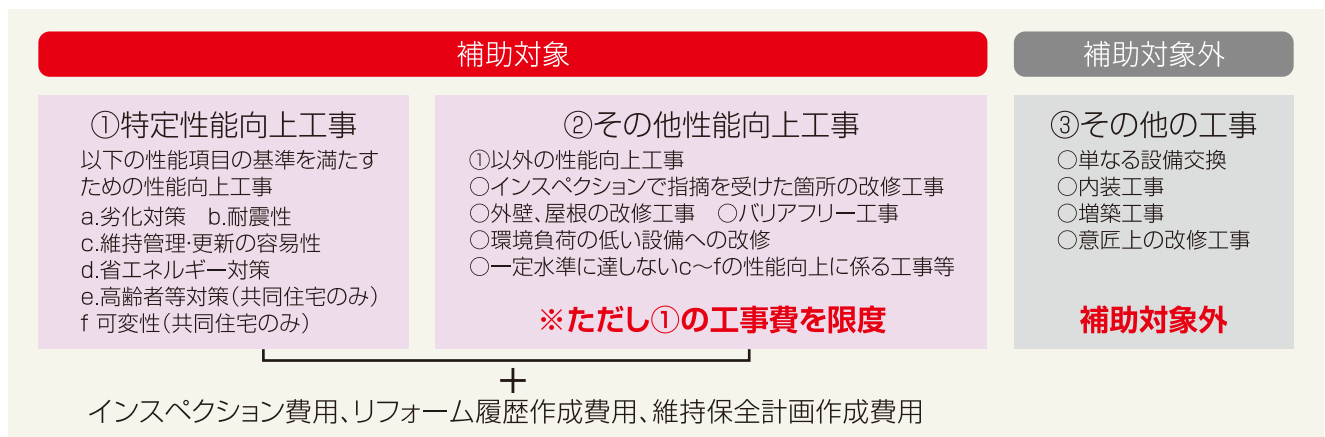 補助対象
補助対象外
①特定性能向上工事
以下の性能項目の基準を満たす
ための性能向上工事
a.劣化対策　b.耐震性
c.維持管理・更新の容易性
d.省エネルギー対策
e.高齢者等対策（共同住宅のみ）
f 可変性（共同住宅のみ）
②その他性能向上工事
①以外の性能向上工事
○インスペクションで指摘を受けた箇所の改修工事
○外壁、屋根の改修工事　○バリアフリー工事
○環境負荷の低い設備への改修
○一定水準に達しないc〜fの性能向上に係る工事等
※ただし①の工事費を限度
③その他の工事
○単なる設備交換
○内装工事
○増築工事
○意匠上の改修工事
補助対象外
＋
インスペクション費用、リフォーム履歴作成費用、維持保全計画作成費用